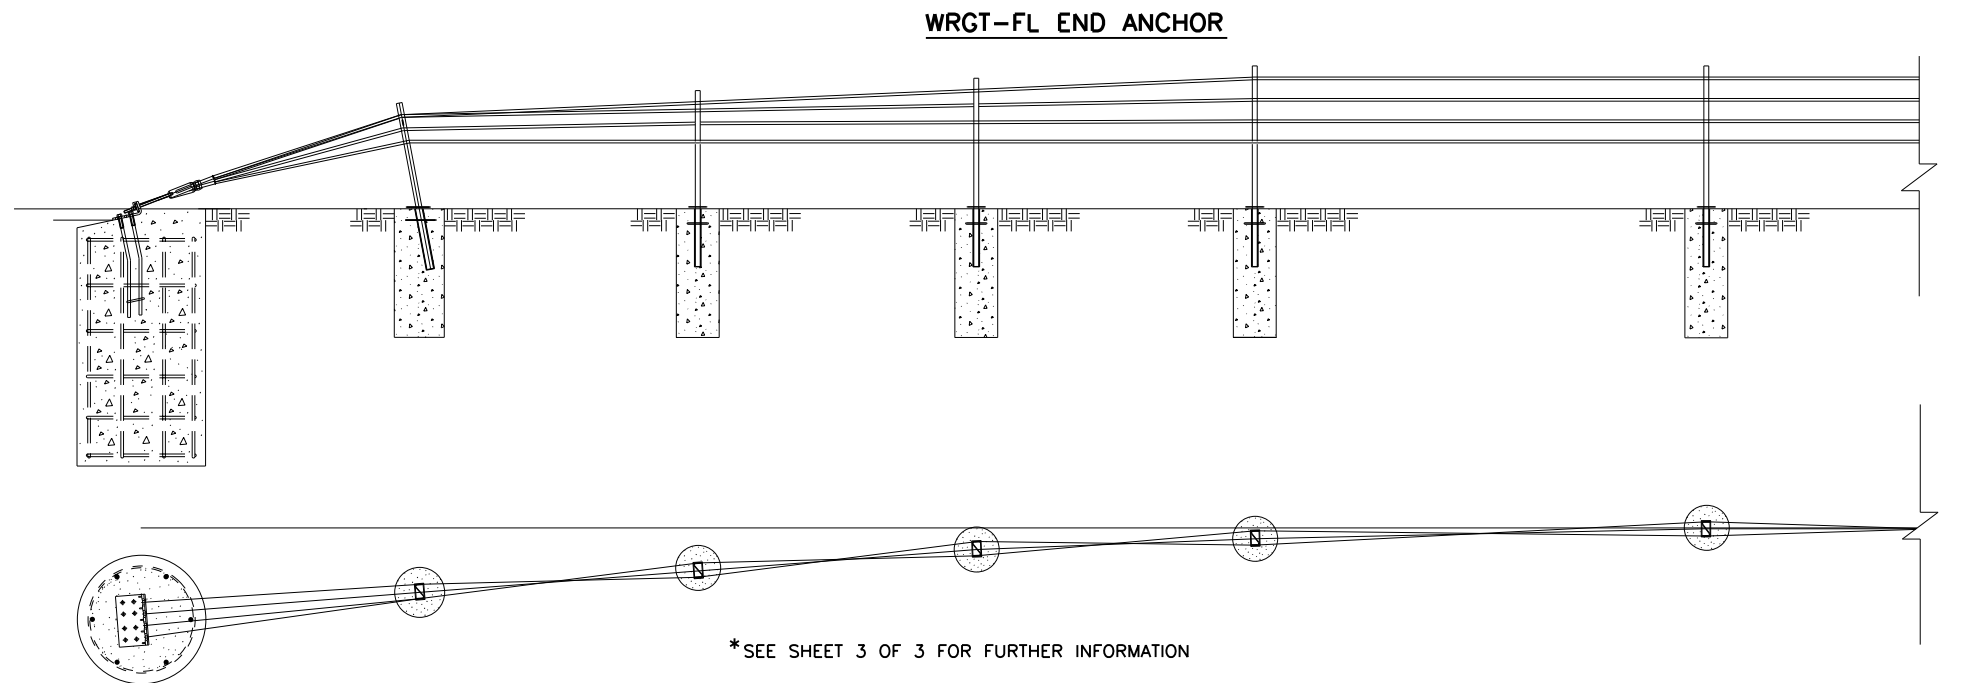 WRGT-FL END ANCHOR
*SEE SHEET 3 OF 3 FOR FURTHER INFORMATION